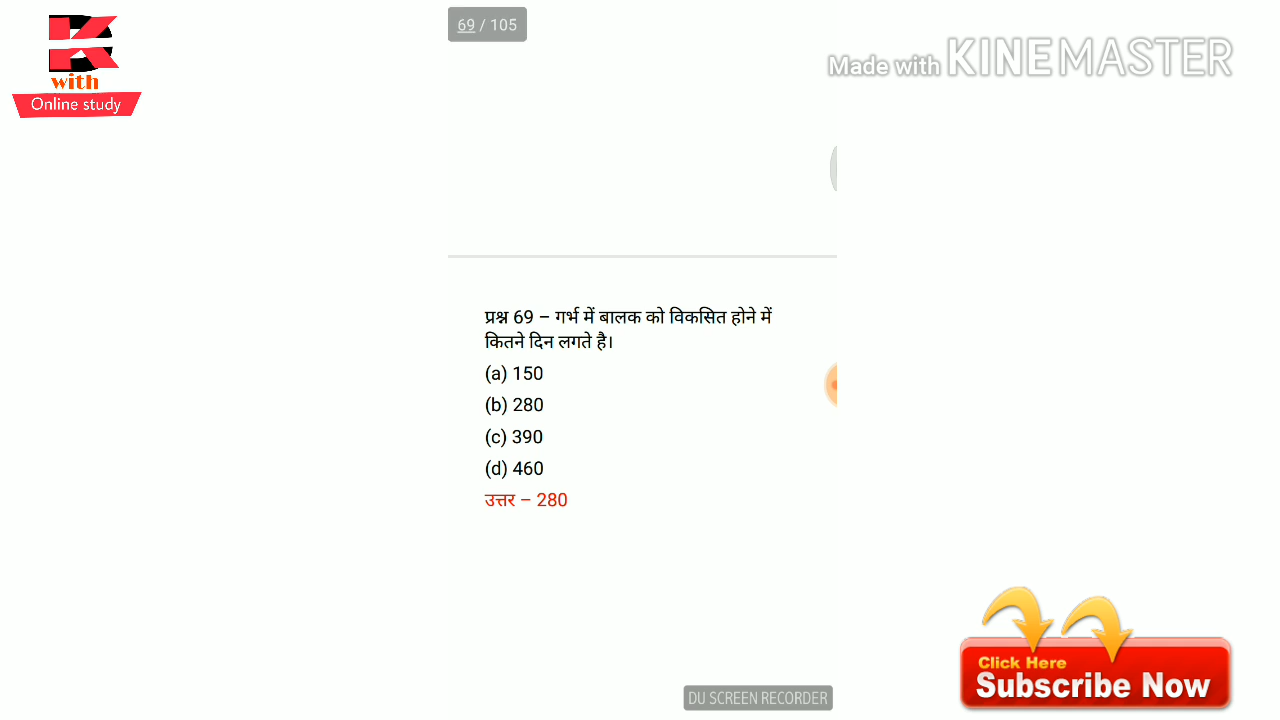 69 / 105
Made with KINEMASTER
K
with
Online study
प्रश्न 69 – गर्भ में बालक को विकसित होने में
कितने दिन लगते है।
(a) 150
(b) 280
(c) 390
(d) 460
उत्तर – 280
Click Here
Subscribe Now
DU SCREEN RECORDER